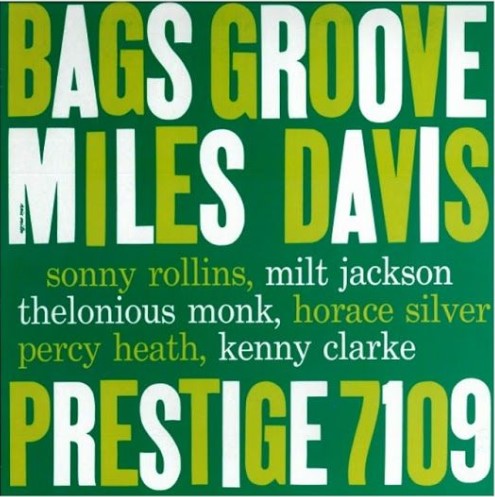 BAGS GROOVE
MILES DAVIS
sonny rollins, milt jackson
thelonious monk, horace silver
percy heath, kenny clarke
PRESTIGE 7109